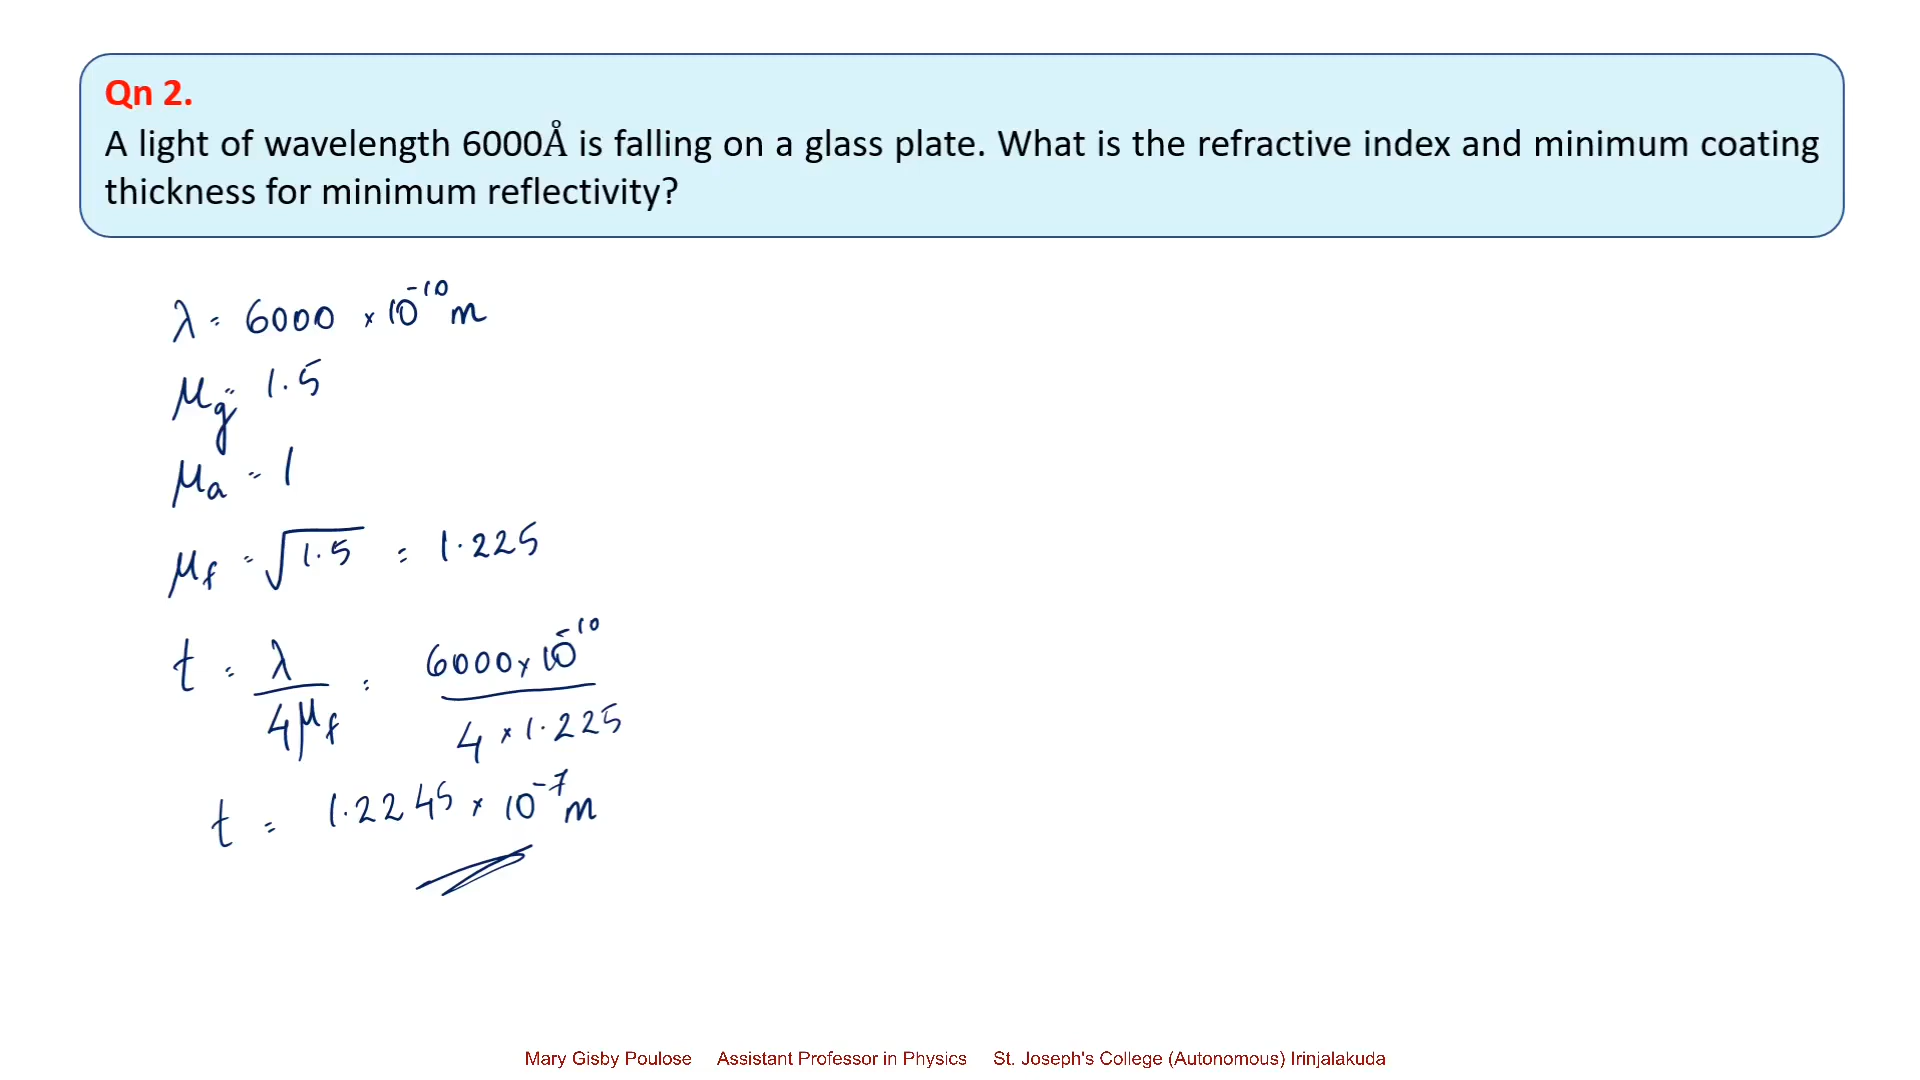 Qn 2.
A light of wavelength 6000Å is falling on a glass plate. What is the refractive index and minimum coating
thickness for minimum reflectivity?
λ = 6000 × 10⁻¹⁰ m
μg = 1.5
μa = 1
μf = √1.5 = 1.225
t = λ/4μf = 6000 × 10⁻¹⁰/4 × 1.225
t = 1.2245 × 10⁻⁷ m
Mary Gisby Poulose Assistant Professor in Physics St. Joseph's College (Autonomous) Irinjalakuda